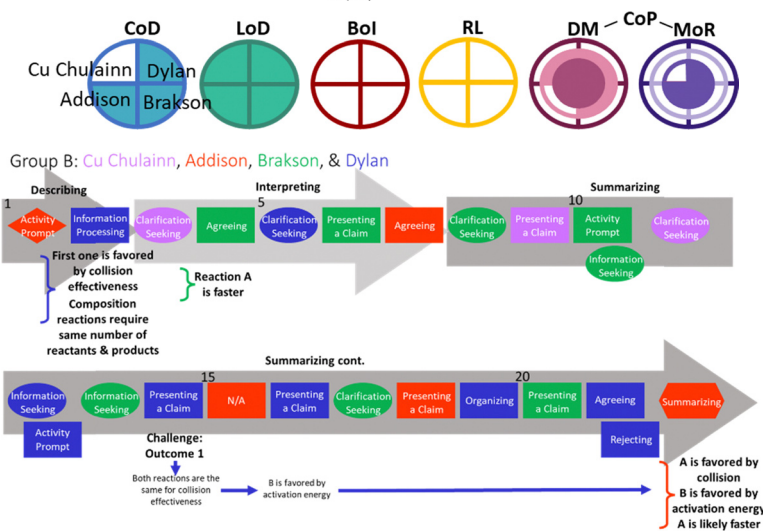 CoD LoD BoI RL DM CoP MoR
Cu Chulainn Dylan
Addison Brakson
Group B: Cu Chulainn, Addison, Brakson, & Dylan
Describing Interpreting Summarizing
1 5 10
Activity Prompt
Information Processing
Clarification Seeking
Agreeing
Clarification Seeking
Presenting a Claim
Agreeing
Clarification Seeking
Presenting a Claim
Activity Prompt
Clarification Seeking
Information Seeking
First one is favored
by collision
effectiveness
Composition
reactions require
same number of
reactants & products
Reaction A
is faster
Summarizing cont.
15 20
Information Seeking
Information Seeking
Presenting a Claim
N/A
Presenting a Claim
Clarification Seeking
Presenting a Claim
Organizing
Presenting a Claim
Agreeing
Summarizing
Activity Prompt
Rejecting
Challenge:
Outcome 1
Both reactions are the
same for collision
effectiveness
B is favored by
activation energy
A is favored by
collision
B is favored by
activation energy
A is likely faster